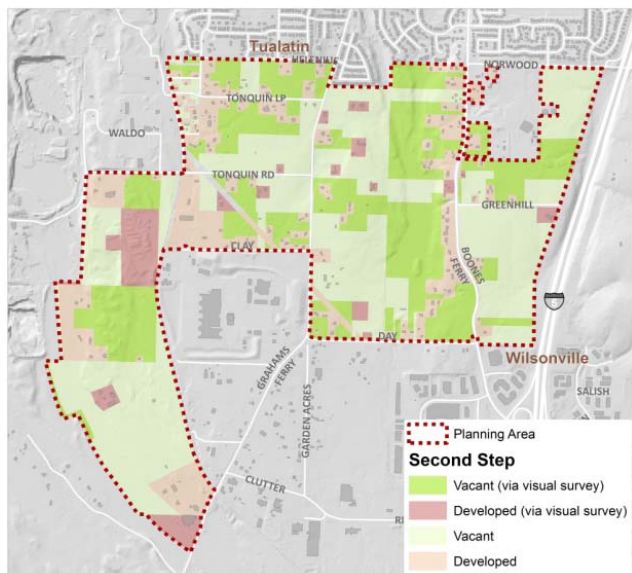 Tualatin
NORWOOD
TONQUIN LP
WALDO
TONQUIN RD
GREENHILL
CLAY
BOONES
FERRY
DAY
GRAHAMS
FERRY
Wilsonville
SALISH
GARDEN ACRES
CLUTTER
Planning Area
Second Step
Vacant (via visual survey)
Developed (via visual survey)
Vacant
Developed